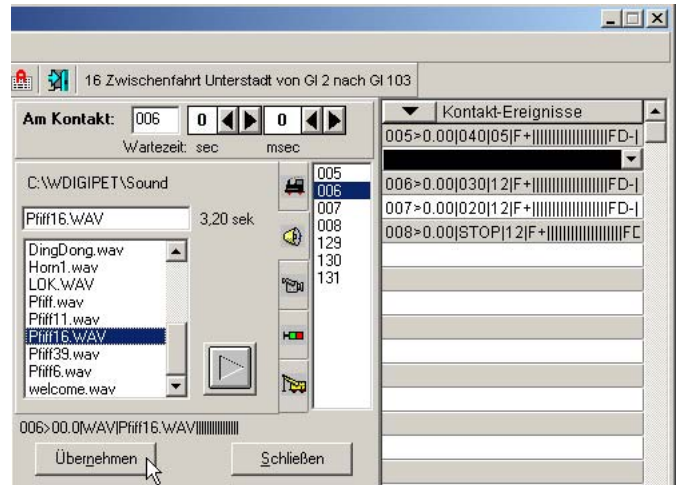 16 Zwischenfahrt Unterstadt von Gl 2 nach Gl 103
Am Kontakt: 006 0 0
Wartezeit: sec msec
C:\WDIGIPET\Sound
Pfiff16.WAV 3,20 sek
DingDong.wav
Horn1.wav
LOK.WAV
Pfiff.wav
Pfiff11.wav
Pfiff16.WAV
Pfiff39.wav
Pfiff6.wav
welcome.wav
005
006
007
008
129
130
131
006>00.0|WAV|Pfiff16.WAV|||||||||||||
Übernehmen Schließen
Kontakt-Ereignisse
005>0.00|040|05|F+||||||||||||||||||FD-|
006>0.00|030|12|F+||||||||||||||||||FD-|
007>0.00|020|12|F+||||||||||||||||||FD-|
008>0.00|STOP|12|F+||||||||||||||||||FD